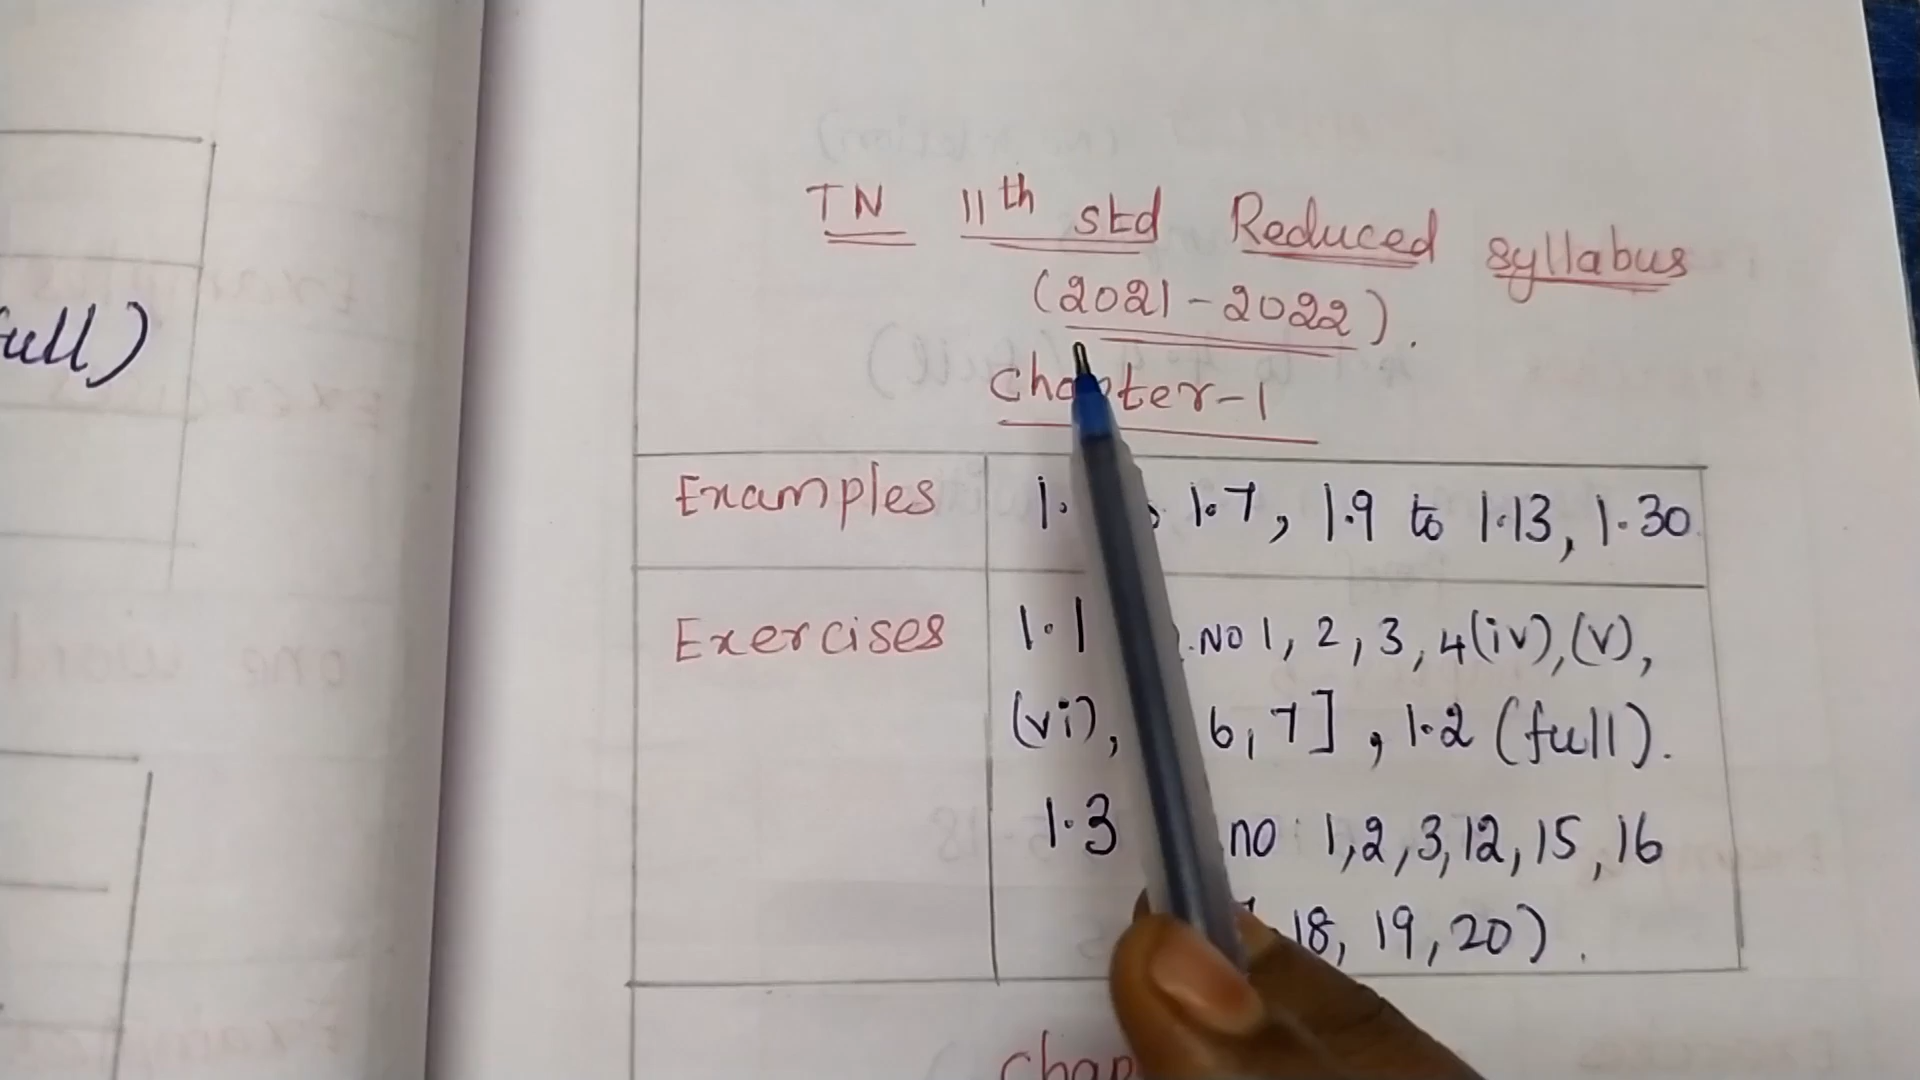 ull)
TN 11th std Reduced syllabus
(2021-2022).
Chapter-1
Examples 1. 1.7, 1.9 to 1.13, 1.30
Exercises 1.1 .NO 1, 2, 3, 4(iv),(v),
(vi), 6, 7], 1.2 (full).
1.3 no 1,2,3,12,15,16
18, 19, 20).